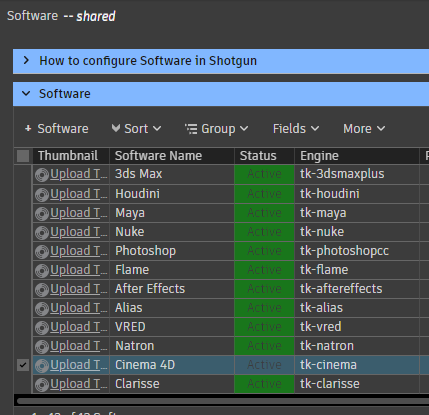 Software -- shared
How to configure Software in Shotgun
Software
+ Software Sort Group Fields More
Thumbnail Software Name Status Engine
Upload T... 3ds Max Active tk-3dsmaxplus
Upload T... Houdini Active tk-houdini
Upload T... Maya Active tk-maya
Upload T... Nuke Active tk-nuke
Upload T... Photoshop Active tk-photoshopcc
Upload T... Flame Active tk-flame
Upload T... After Effects Active tk-aftereffects
Upload T... Alias Active tk-alias
Upload T... VRED Active tk-vred
Upload T... Natron Active tk-natron
Upload T... Cinema 4D Active tk-cinema
Upload T... Clarisse Active tk-clarisse